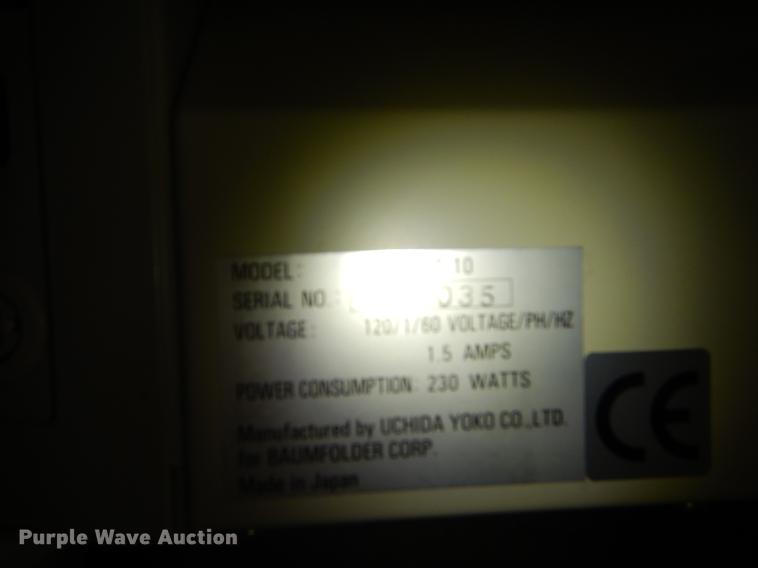 MODEL: 10
SERIAL NO.: 035
VOLTAGE: 120/1/60 VOLTAGE/PH/HZ
1.5 AMPS
POWER CONSUMPTION: 230 WATTS
Manufactured by UCHIDA YOKO CO.,LTD.
for BAUMFOLDER CORP.
Made in Japan
CE
Purple Wave Auction